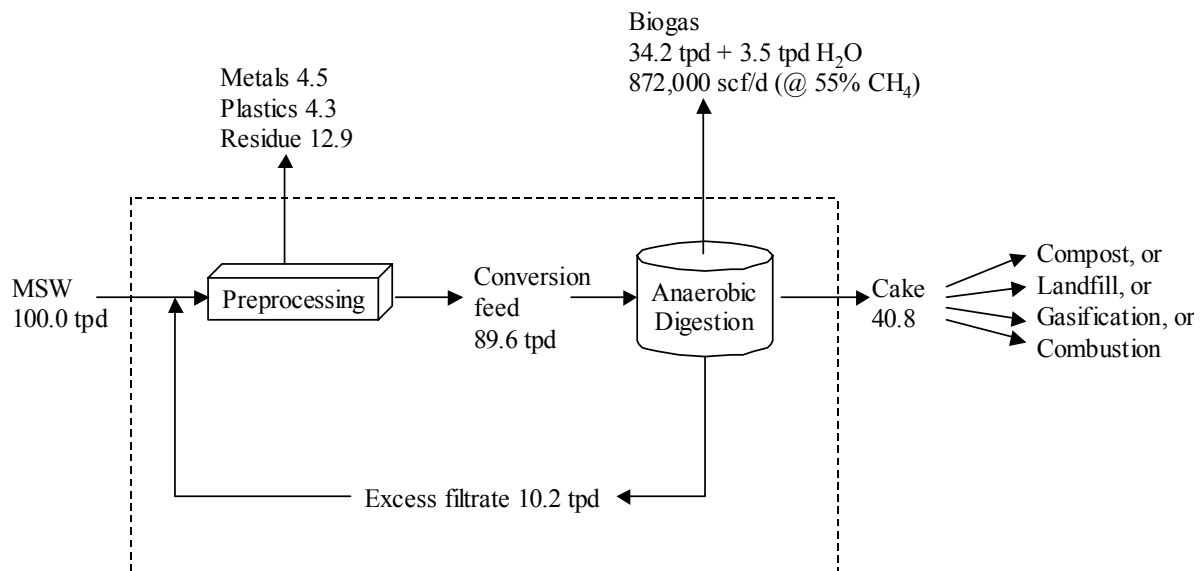 Biogas
34.2 tpd + 3.5 tpd H₂O
872,000 scf/d (@ 55% CH₄)
Metals 4.5
Plastics 4.3
Residue 12.9
MSW
100.0 tpd
Preprocessing
Conversion
feed
89.6 tpd
Anaerobic
Digestion
Cake
40.8
Compost, or
Landfill, or
Gasification, or
Combustion
Excess filtrate 10.2 tpd